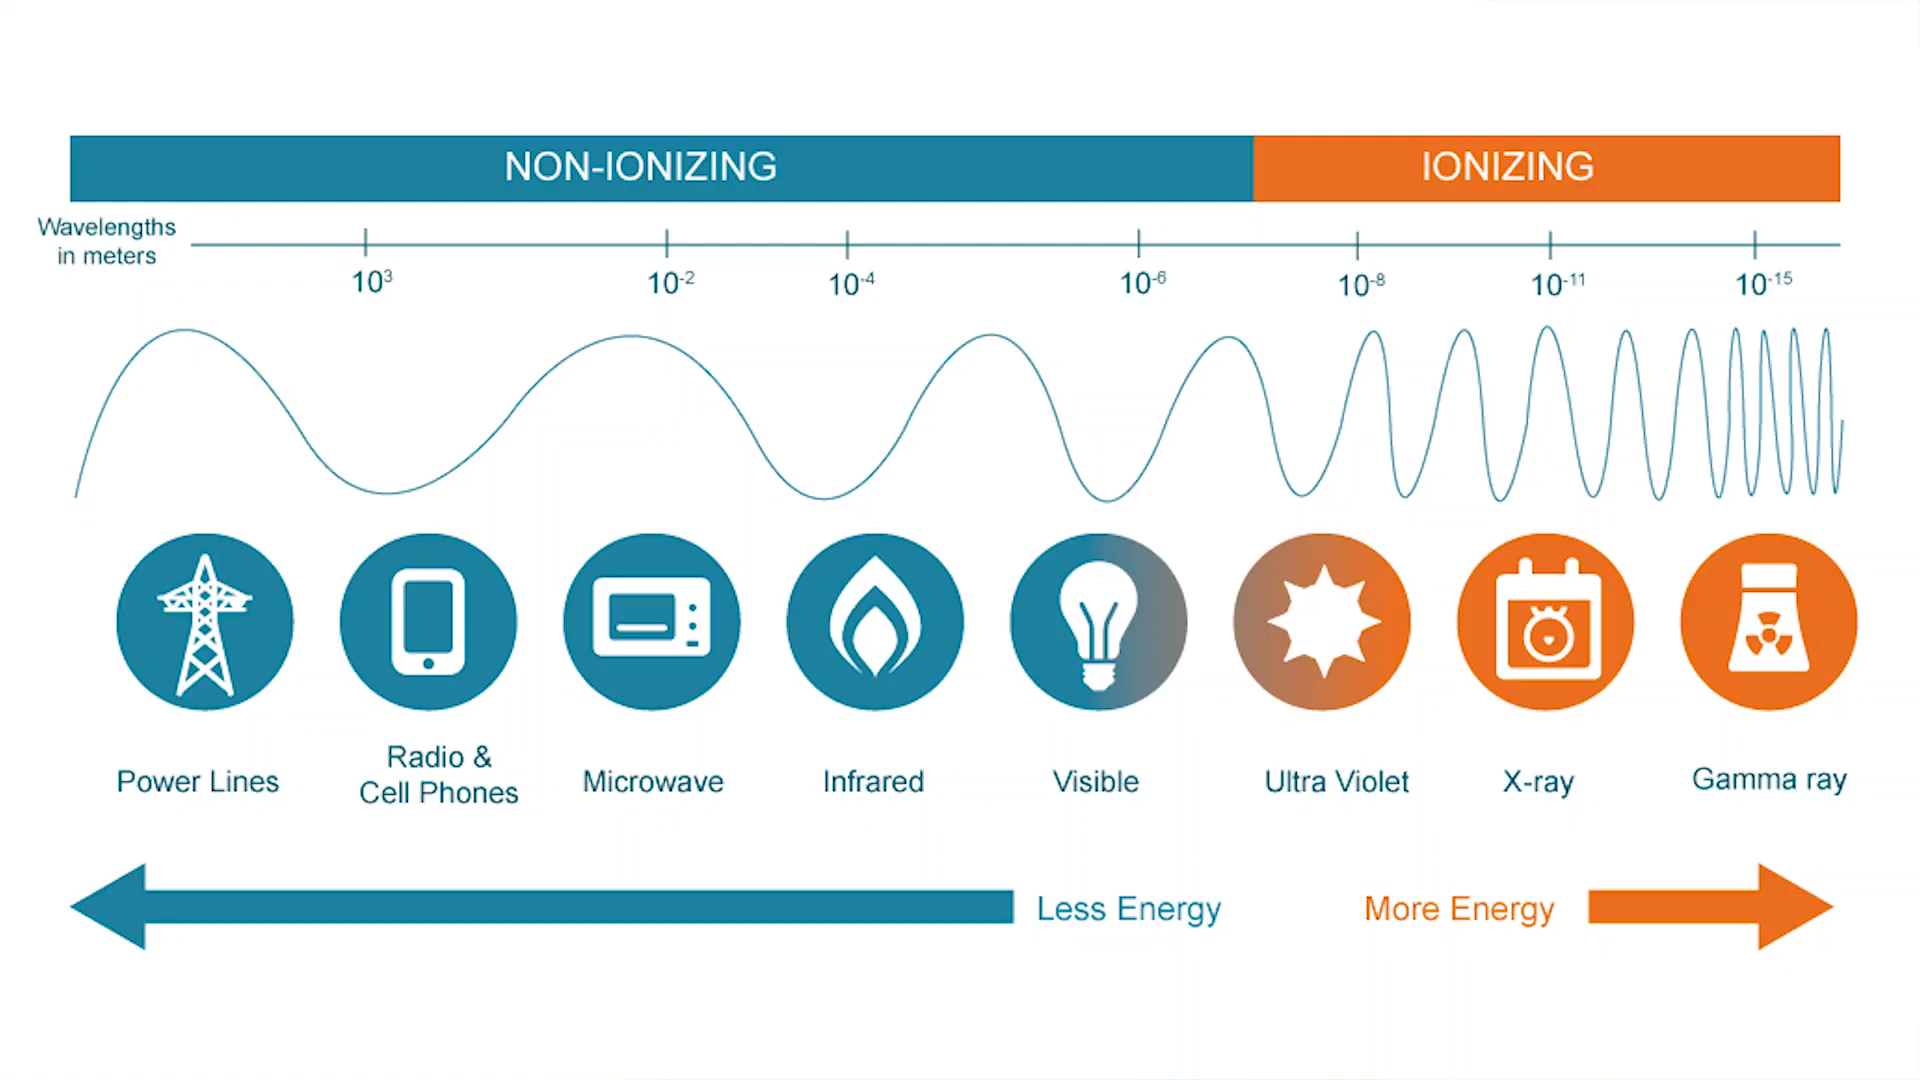 NON-IONIZING
IONIZING
Wavelengths
in meters
10³
10⁻²
10⁻⁴
10⁻⁶
10⁻⁸
10⁻¹¹
10⁻¹⁵
Power Lines
Radio &
Cell Phones
Microwave
Infrared
Visible
Ultra Violet
X-ray
Gamma ray
Less Energy
More Energy